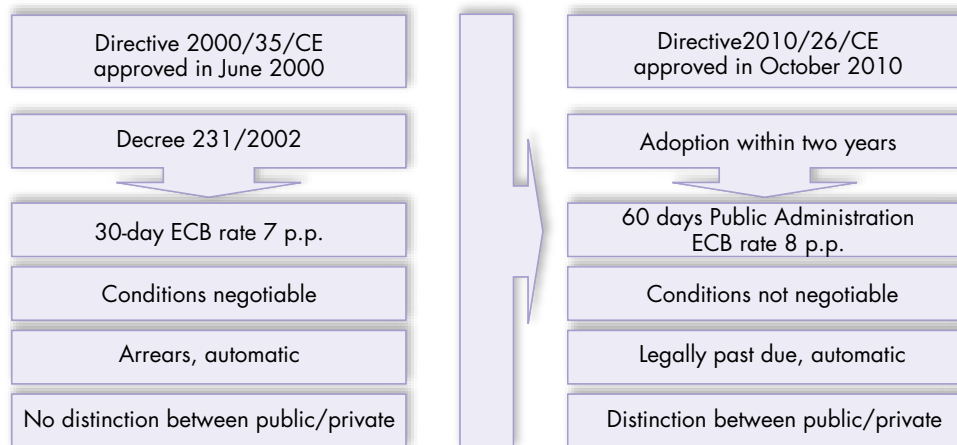 Directive 2000/35/CE
approved in June 2000
Decree 231/2002
30-day ECB rate 7 p.p.
Conditions negotiable
Arrears, automatic
No distinction between public/private
Directive2010/26/CE
approved in October 2010
Adoption within two years
60 days Public Administration
ECB rate 8 p.p.
Conditions not negotiable
Legally past due, automatic
Distinction between public/private